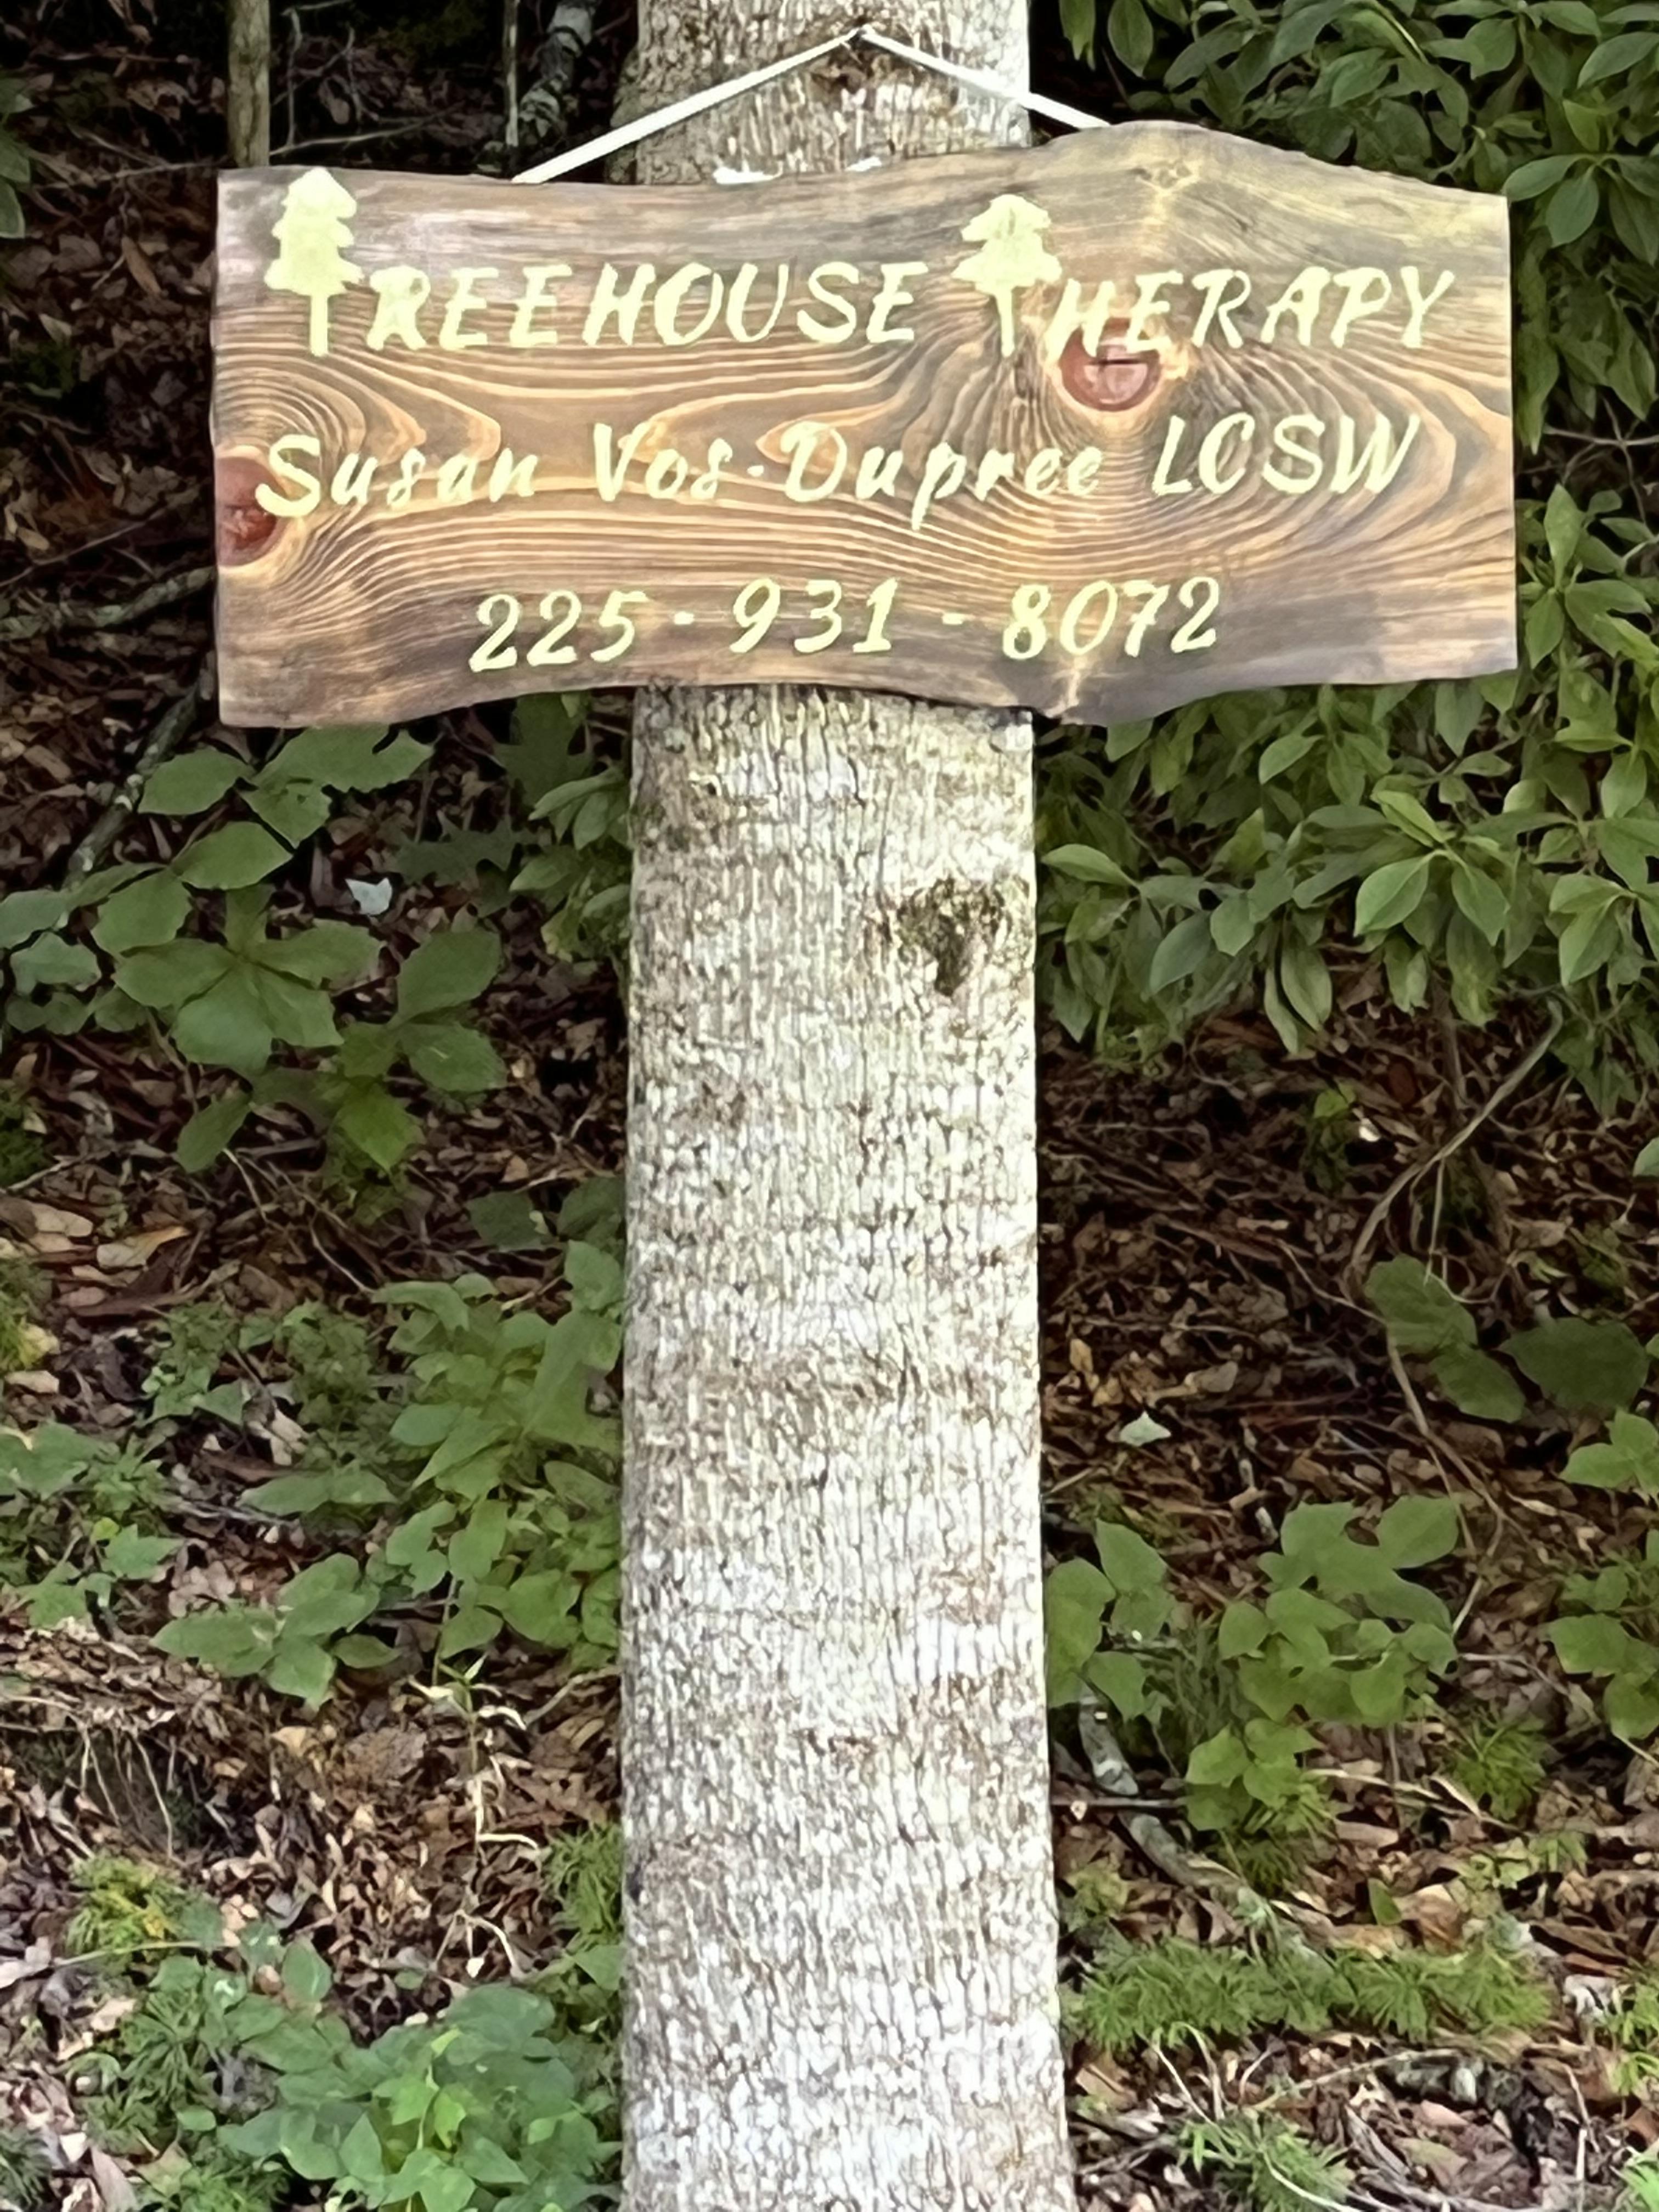 TREEHOUSE THERAPY
Susan Vos-Dupree LCSW
225-931-8072